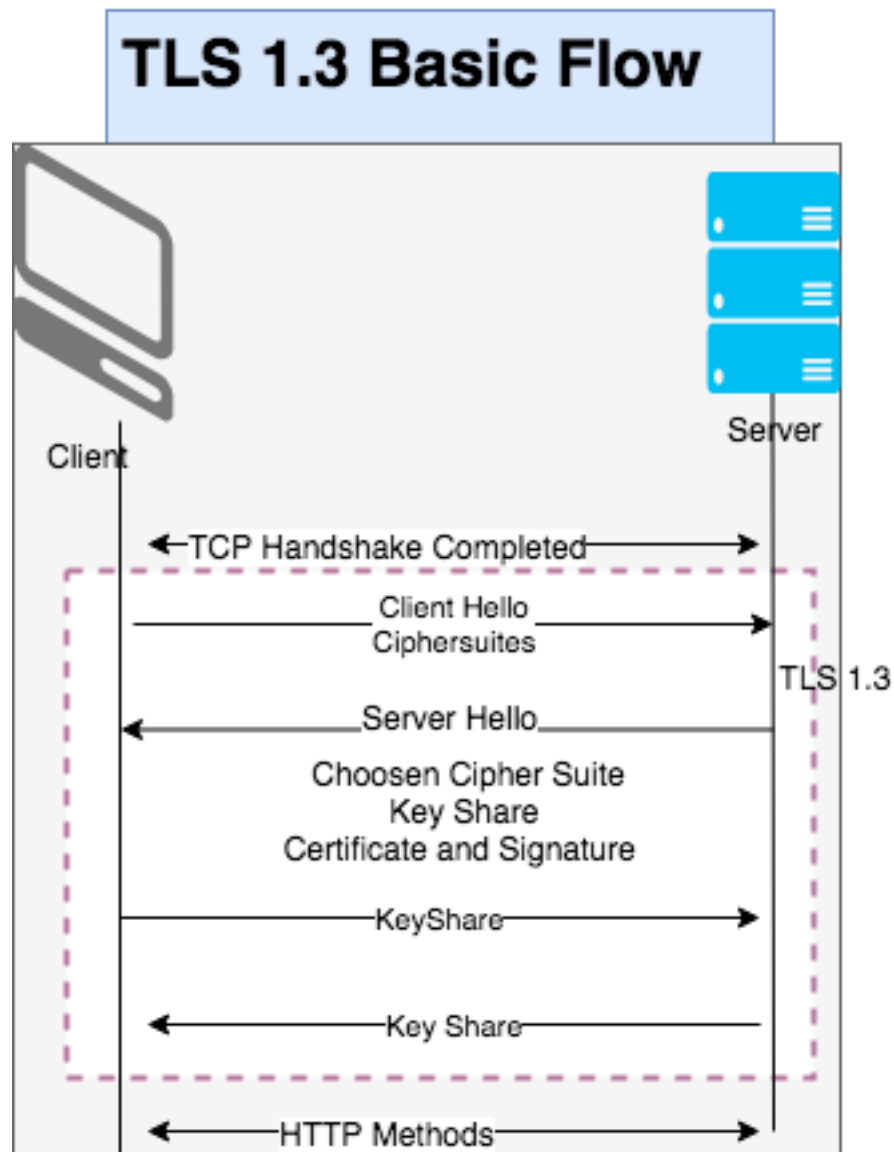 TLS 1.3 Basic Flow
Client
Server
TCP Handshake Completed
Client Hello
Ciphersuites
TLS 1.3
Server Hello
Choosen Cipher Suite
Key Share
Certificate and Signature
KeyShare
Key Share
HTTP Methods